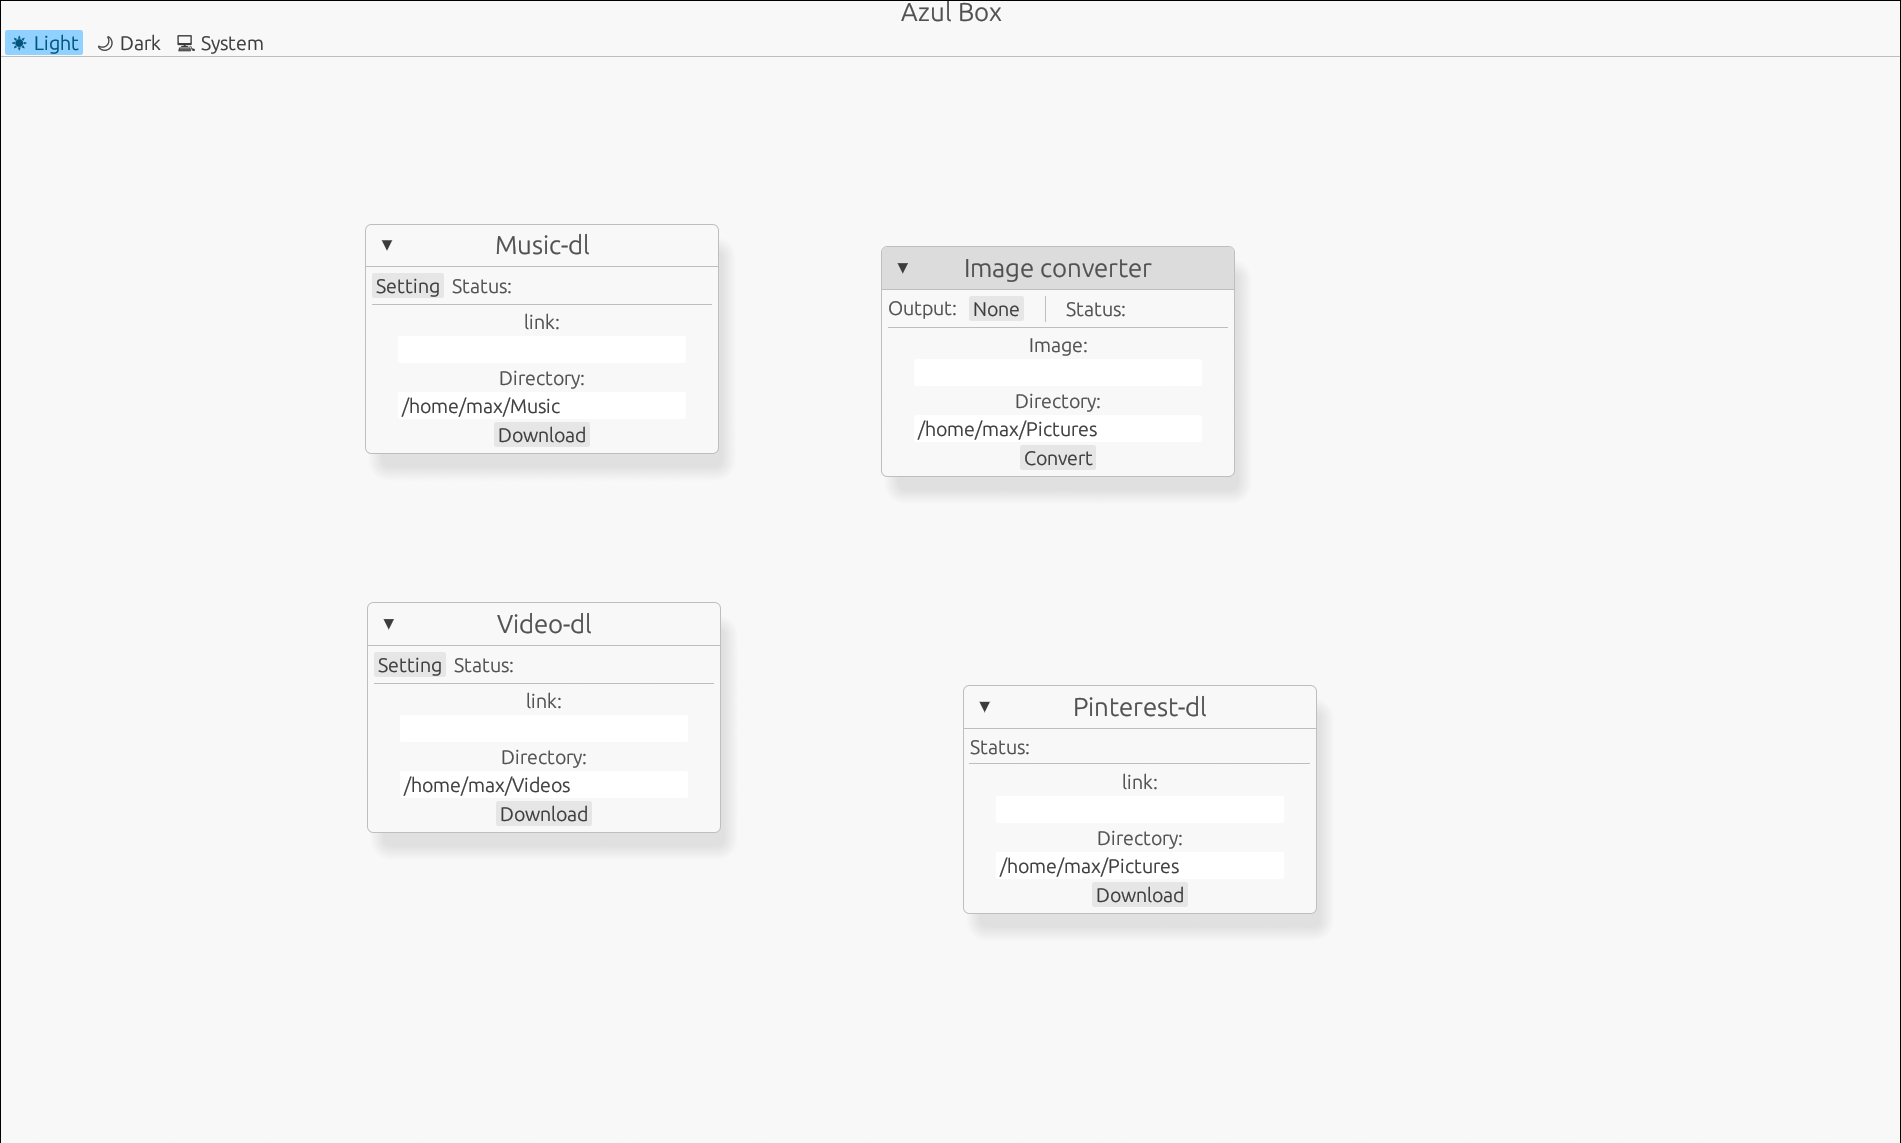 Azul Box
Light Dark System
Music-dl
Setting Status:
link:
Directory:
/home/max/Music
Download
Image converter
Output: None Status:
Image:
Directory:
/home/max/Pictures
Convert
Video-dl
Setting Status:
link:
Directory:
/home/max/Videos
Download
Pinterest-dl
Status:
link:
Directory:
/home/max/Pictures
Download